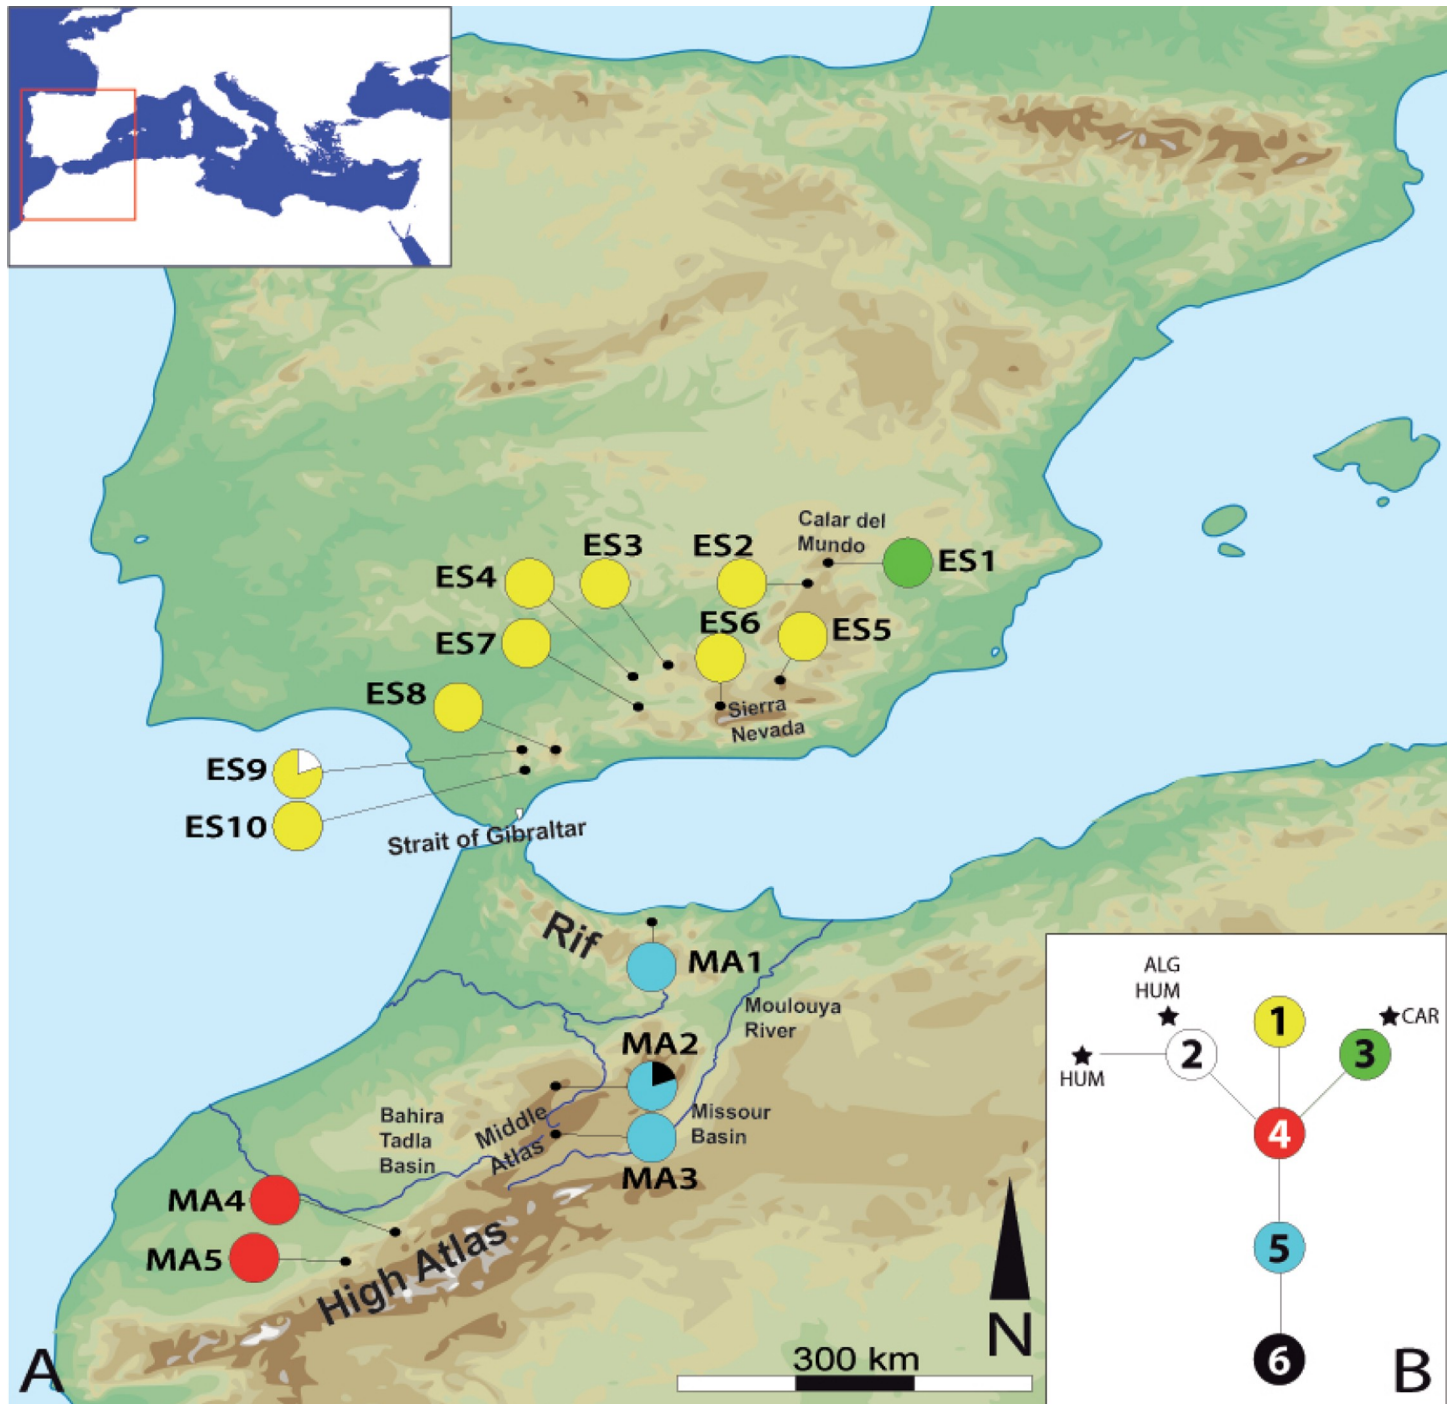 Calar del
Mundo
ES1
ES2
ES3
ES4
ES5
ES6
ES7
ES8
Sierra
Nevada
ES9
ES10
Strait of Gibraltar
Rif
MA1
Moulouya
River
MA2
Bahira
Tadla
Basin
Middle
Atlas
Missour
Basin
MA3
MA4
MA5
High Atlas
N
300 km
A
ALG
HUM
HUM
CAR
1
2
3
4
5
6
B